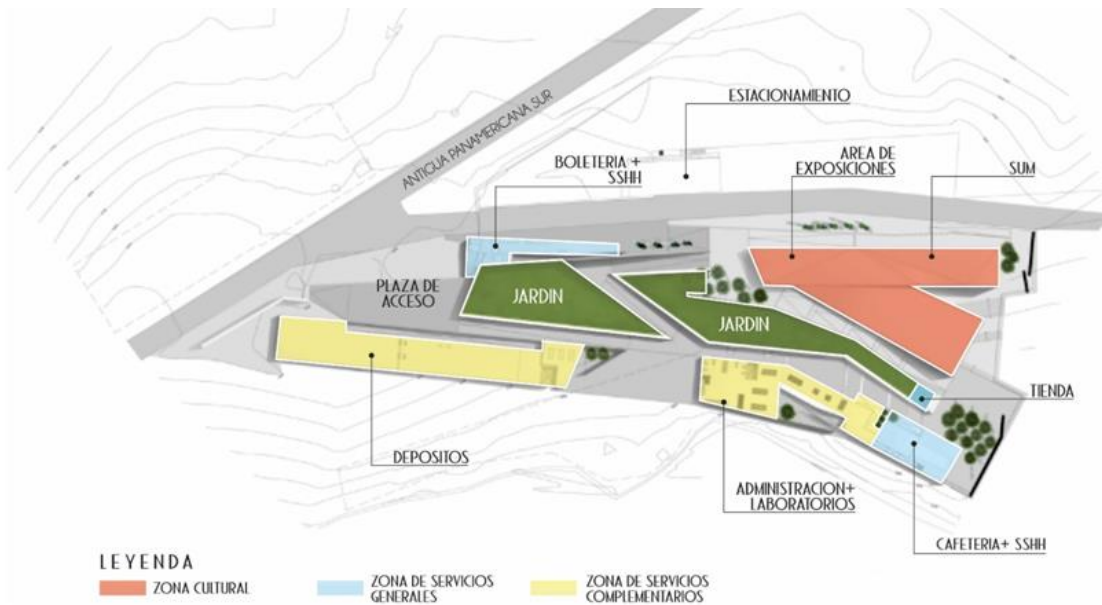 ESTACIONAMIENTO
ANTIGUA PANAMERICANA SUR
BOLETERIA +
SSHH
AREA DE
EXPOSICIONES
SUM
PLAZA DE
ACCESO
JARDIN
JARDIN
TIENDA
DEPOSITOS
ADMINISTRACION+
LABORATORIOS
CAFETERIA+ SSHH
LEYENDA
ZONA CULTURAL
ZONA DE SERVICIOS
GENERALES
ZONA DE SERVICIOS
COMPLEMENTARIOS